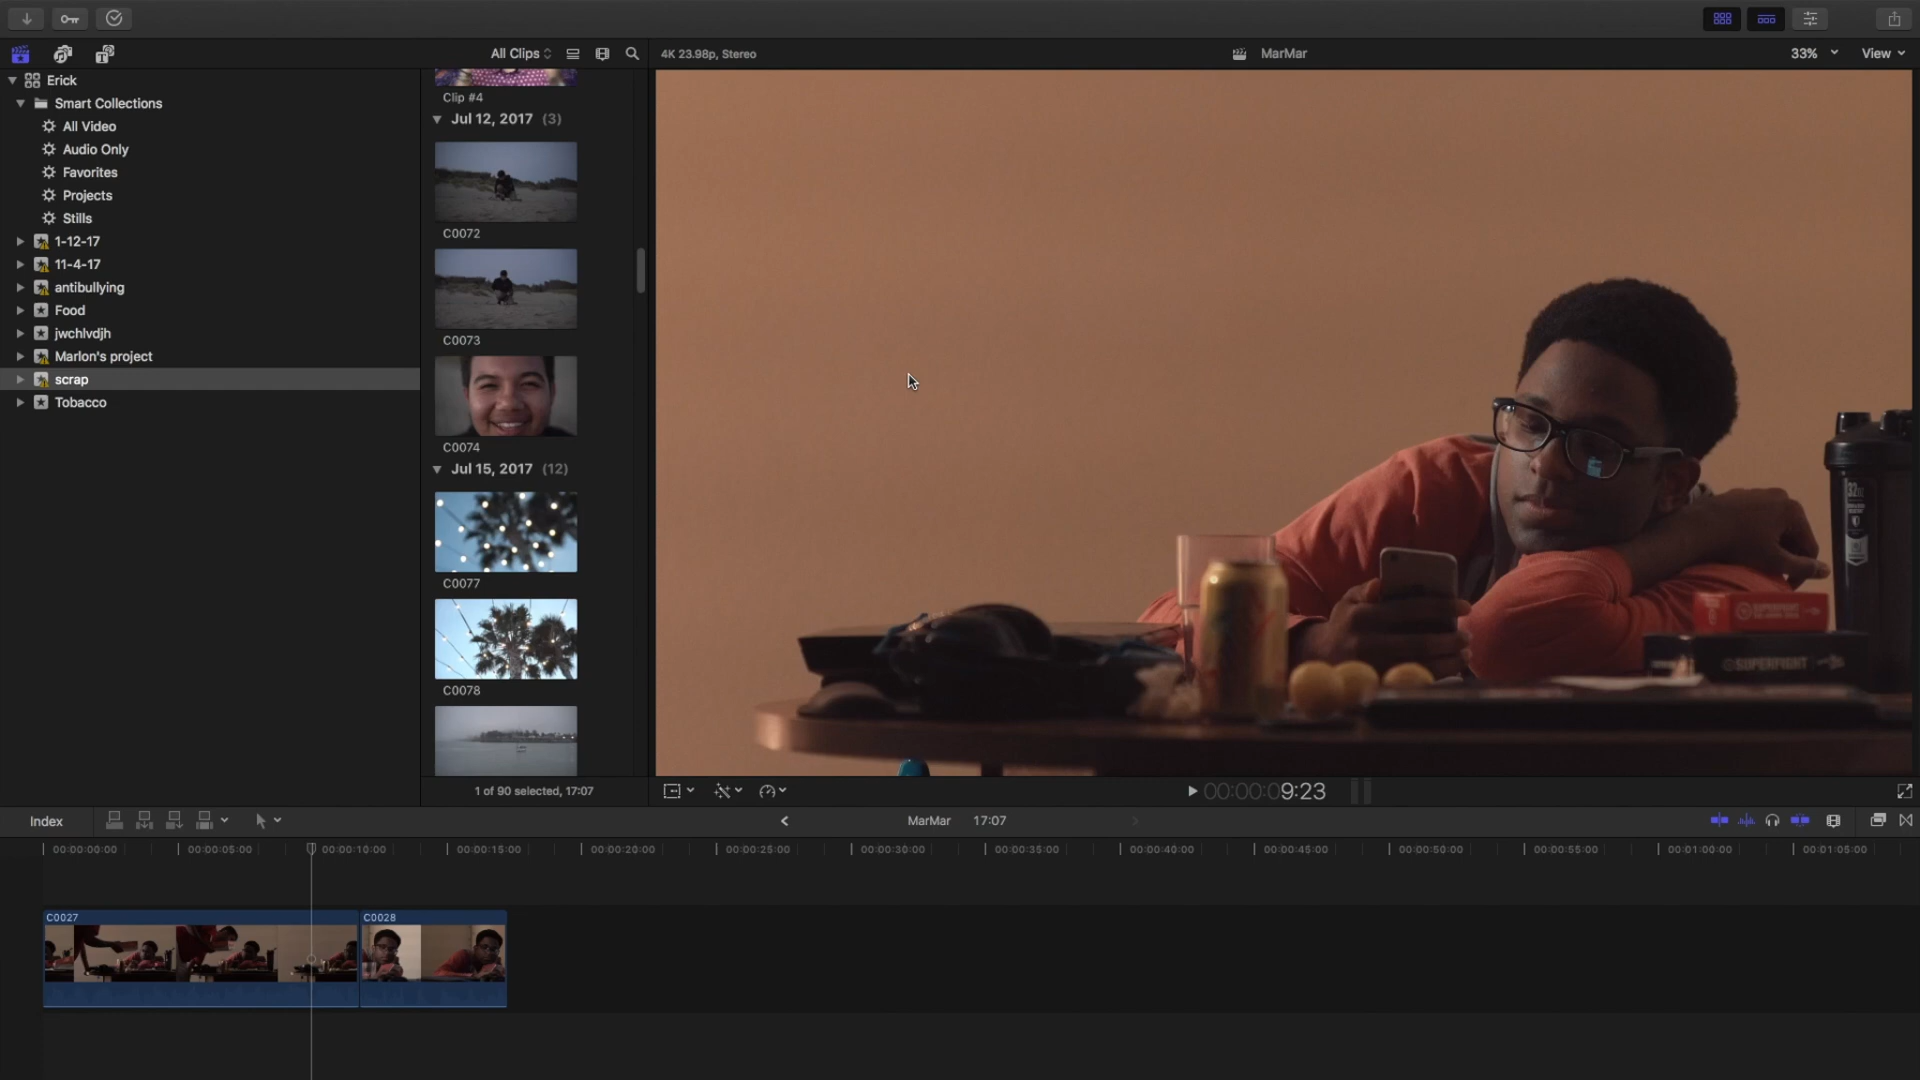 All Clips
4K 23.98p, Stereo
MarMar
33%
View
Erick
Smart Collections
All Video
Audio Only
Favorites
Projects
Stills
1-12-17
11-4-17
antibullying
Food
jwchlvdjh
Marlon's project
scrap
Tobacco
Clip #4
Jul 12, 2017 (3)
C0072
C0073
C0074
Jul 15, 2017 (12)
C0077
C0078
1 of 90 selected, 17:07
32oz
SUPERFIGHT
SUPERFIGHT
00:00:09:23
Index
MarMar 17:07
00:00:00:00
00:00:05:00
00:00:10:00
00:00:15:00
00:00:20:00
00:00:25:00
00:00:30:00
00:00:35:00
00:00:40:00
00:00:45:00
00:00:50:00
00:00:55:00
00:01:00:00
00:01:05:00
C0027
C0028